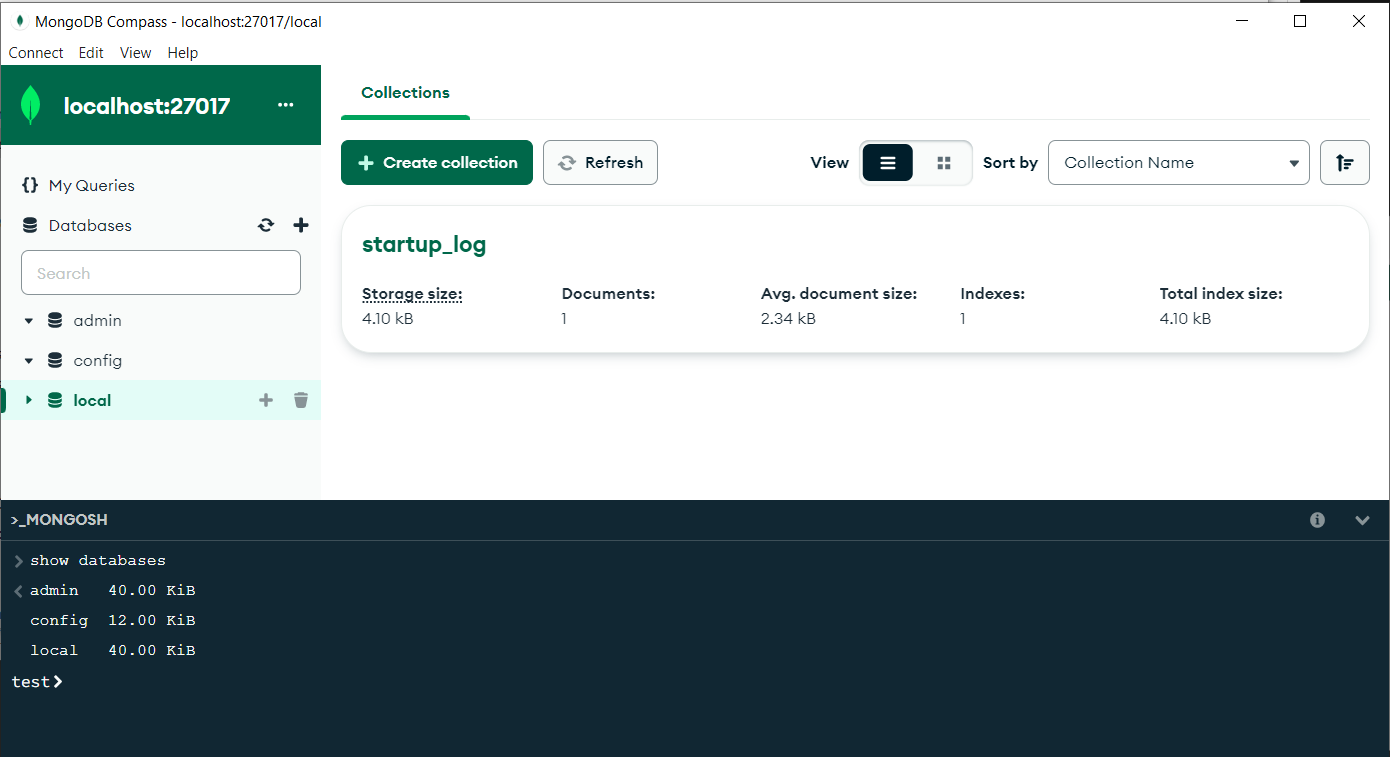 MongoDB Compass - localhost:27017/local
Connect Edit View Help
localhost:27017 ...
{} My Queries
Databases
Search
admin
config
local
Collections
Create collection
Refresh
View
Sort by
Collection Name
startup_log
Storage size: Documents: Avg. document size: Indexes: Total index size:
4.10 kB 1 2.34 kB 1 4.10 kB
>_MONGOSH
show databases
admin 40.00 KiB
config 12.00 KiB
local 40.00 KiB
test>